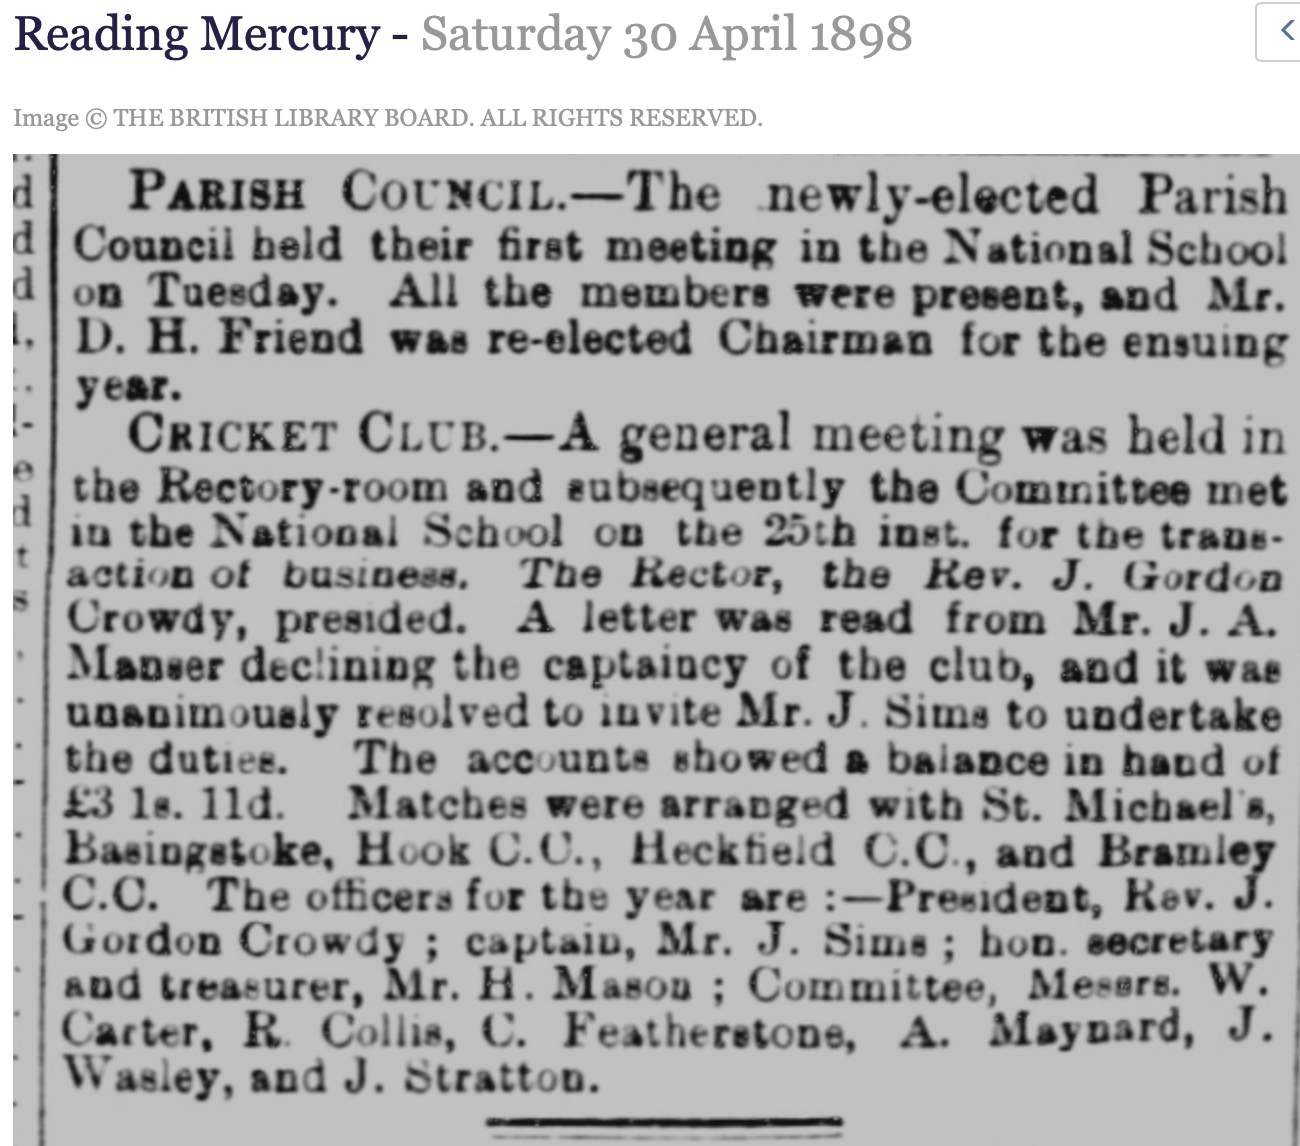 Reading Mercury - Saturday 30 April 1898
Image © THE BRITISH LIBRARY BOARD. ALL RIGHTS RESERVED.
PARISH COUNCIL.—The newly-elected Parish
Council held their first meeting in the National School
on Tuesday. All the members were present, and Mr.
D. H. Friend was re-elected Chairman for the ensuing
year.
CRICKET CLUB.—A general meeting was held in
the Rectory-room and subsequently the Committee met
in the National School on the 25th inst. for the trans-
action of business. The Rector, the Rev. J. Gordon
Crowdy, presided. A letter was read from Mr. J. A.
Manser declining the captaincy of the club, and it was
unanimously resolved to invite Mr. J. Sims to undertake
the duties. The accounts showed a balance in hand of
£3 1s. 11d. Matches were arranged with St. Michael's,
Basingstoke, Hook C.C., Heckfield C.C., and Bramley
C.C. The officers for the year are :—President, Rev. J.
Gordon Crowdy ; captain, Mr. J. Sims ; hon. secretary
and treasurer, Mr. H. Mason ; Committee, Messrs. W.
Carter, R. Collis, C. Featherstone, A. Maynard, J.
Wasley, and J. Stratton.